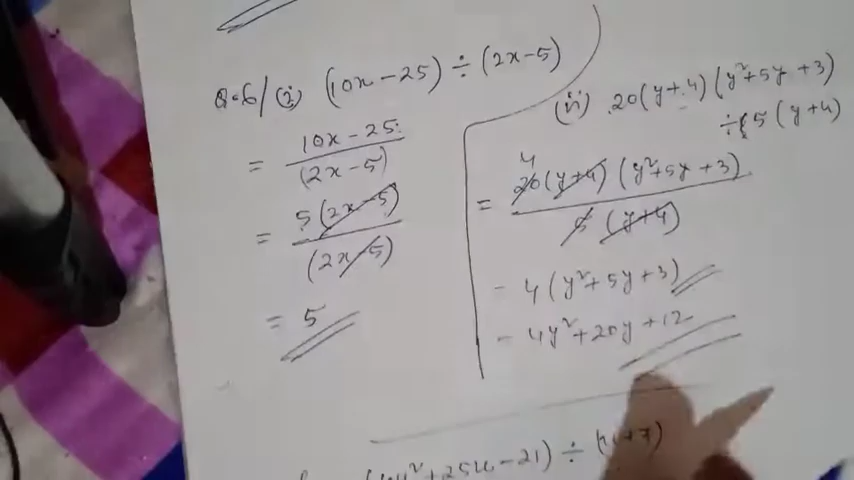 Q.6/(i) (10x-25) ÷ (2x-5)
= 10x-25 / (2x-5)
= 5(2x-5) / (2x-5)
= 5
(ii) 20(y+4)(y²+5y+3)
÷ 5(y+4)
4
= 20(y+4)(y²+5y+3) / 5(y+4)
- 4(y²+5y+3)
- 4y²+20y+12
+25y-21) ÷